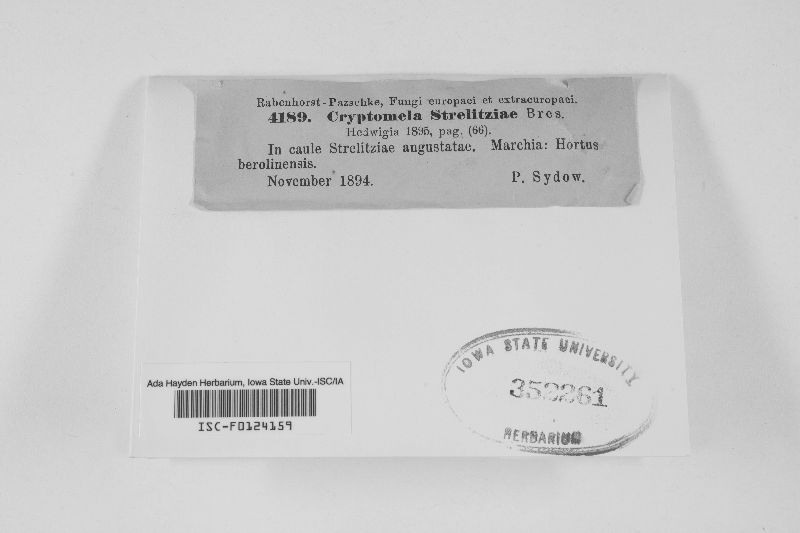 Rabenhorst-Pazschke, Fungi europaei et extraeuropaei.
4189. Cryptomela Strelitziae Bres.
Hedwigia 1895, pag. (66).
In caule Strelitziae angustatae. Marchia: Hortus
berolinensis.
November 1894. P. Sydow.
IOWA STATE UNIVERSITY
352261
HERBARIUM
Ada Hayden Herbarium, Iowa State Univ.-ISC/IA
ISC-F0124159